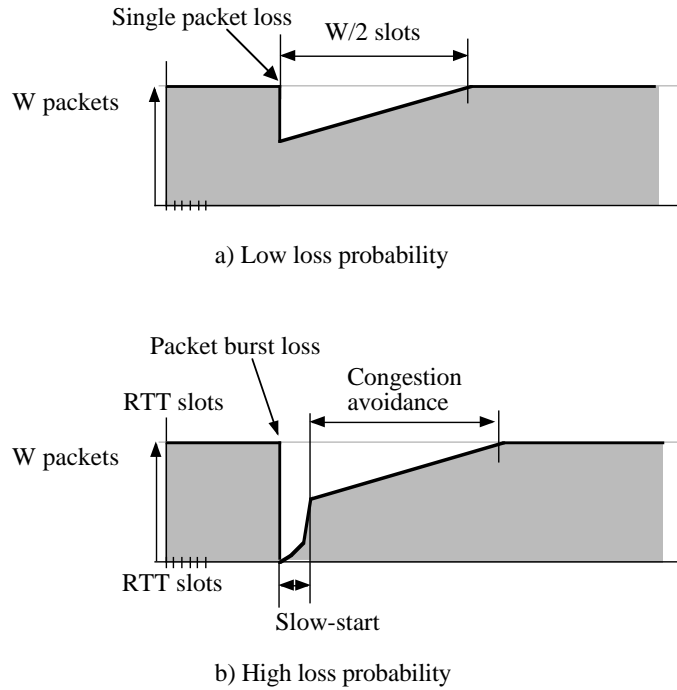 Single packet loss
W/2 slots
W packets
a) Low loss probability
Packet burst loss
Congestion
avoidance
RTT slots
W packets
RTT slots
Slow-start
b) High loss probability